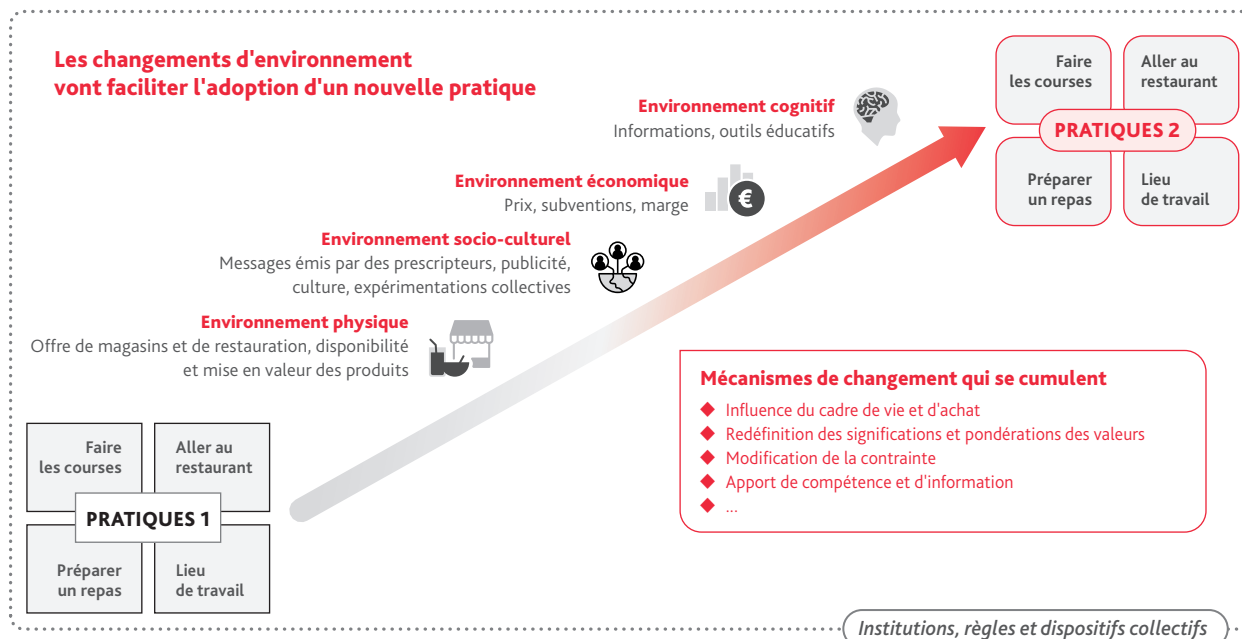 Les changements d'environnement
vont faciliter l'adoption d'un nouvelle pratique
Faire
les courses
Aller au
restaurant
PRATIQUES 2
Préparer
un repas
Lieu
de travail
Environnement cognitif
Informations, outils éducatifs
Environnement économique
Prix, subventions, marge
€
Environnement socio-culturel
Messages émis par des prescripteurs, publicité,
culture, expérimentations collectives
Environnement physique
Offre de magasins et de restauration, disponibilité
et mise en valeur des produits
Mécanismes de changement qui se cumulent
Influence du cadre de vie et d'achat
Redéfinition des significations et pondérations des valeurs
Modification de la contrainte
Apport de compétence et d'information
...
Faire
les courses
Aller au
restaurant
PRATIQUES 1
Préparer
un repas
Lieu
de travail
Institutions, règles et dispositifs collectifs